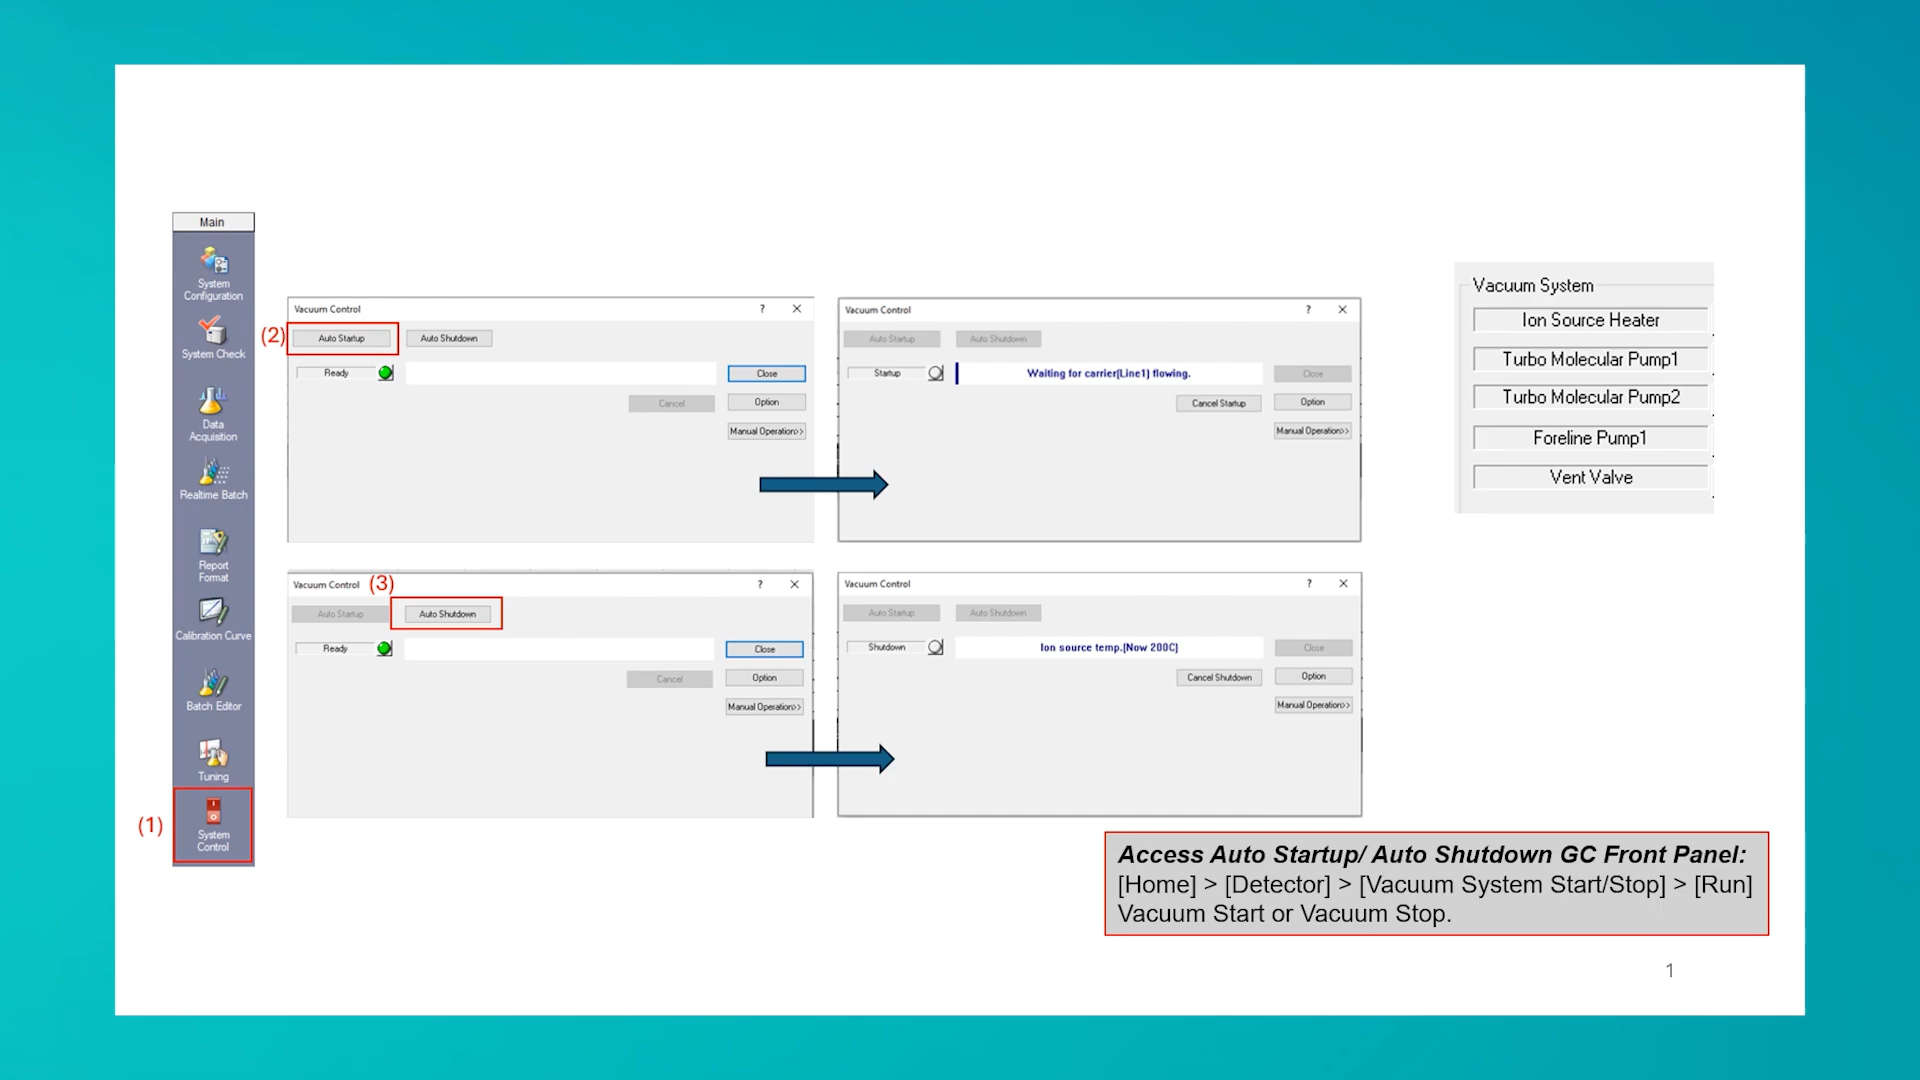 Main
System
Configuration
System Check
Data
Acquisition
Realtime Batch
Report
Format
Calibration Curve
Batch Editor
Tuning
(1)
System
Control
Vacuum Control
?
(2)
Auto Startup
Auto Shutdown
Ready
Close
Cancel
Option
Manual Operation>>
Vacuum Control
?
Auto Startup
Auto Shutdown
Startup
Waiting for carrier(Line1) flowing.
Close
Cancel Startup
Option
Manual Operation>>
Vacuum System
Ion Source Heater
Turbo Molecular Pump1
Turbo Molecular Pump2
Foreline Pump1
Vent Valve
Vacuum Control
(3)
?
Auto Startup
Auto Shutdown
Ready
Close
Cancel
Option
Manual Operation>>
Vacuum Control
?
Auto Startup
Auto Shutdown
Shutdown
Ion source temp.(Now 200C)
Close
Cancel Shutdown
Option
Manual Operation>>
Access Auto Startup/ Auto Shutdown GC Front Panel:
[Home] > [Detector] > [Vacuum System Start/Stop] > [Run]
Vacuum Start or Vacuum Stop.
1